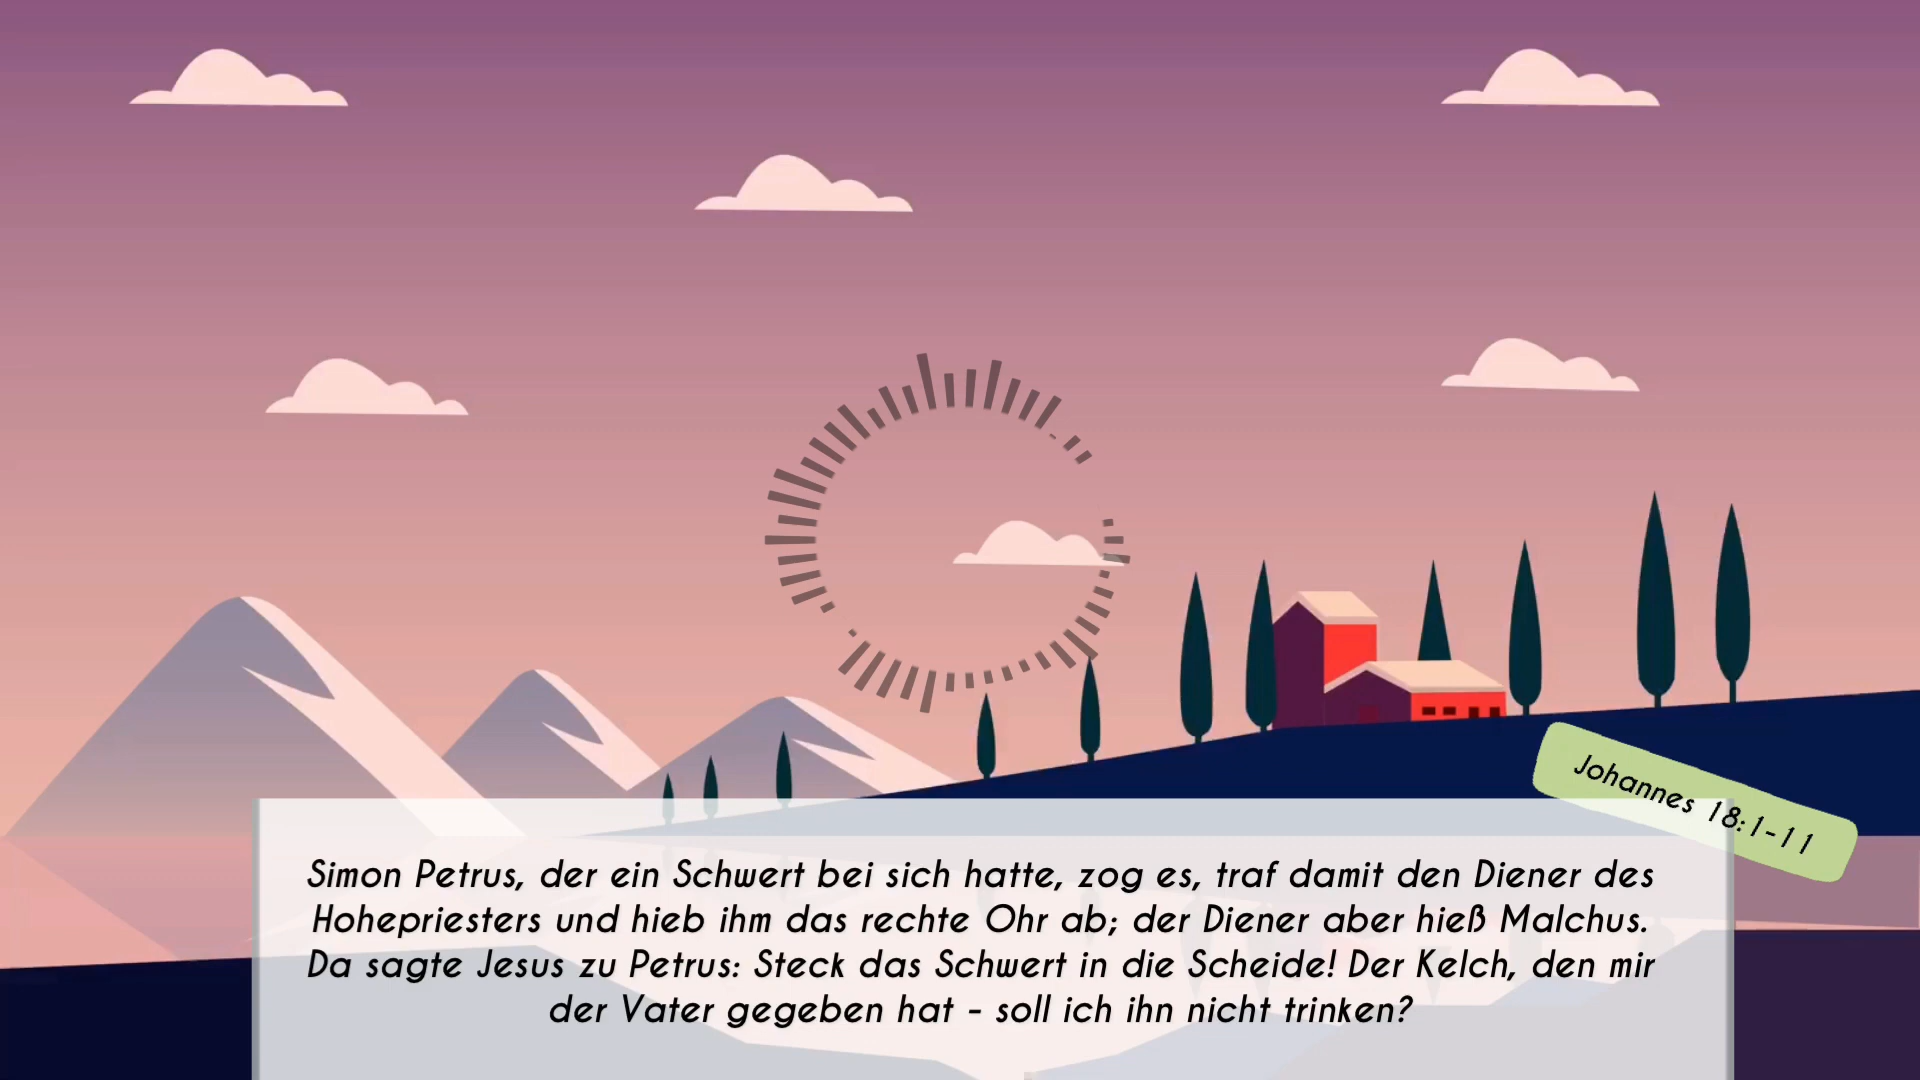 Johannes 18:1-11
Simon Petrus, der ein Schwert bei sich hatte, zog es, traf damit den Diener des
Hohepriesters und hieb ihm das rechte Ohr ab; der Diener aber hieß Malchus.
Da sagte Jesus zu Petrus: Steck das Schwert in die Scheide! Der Kelch, den mir
der Vater gegeben hat - soll ich ihn nicht trinken?